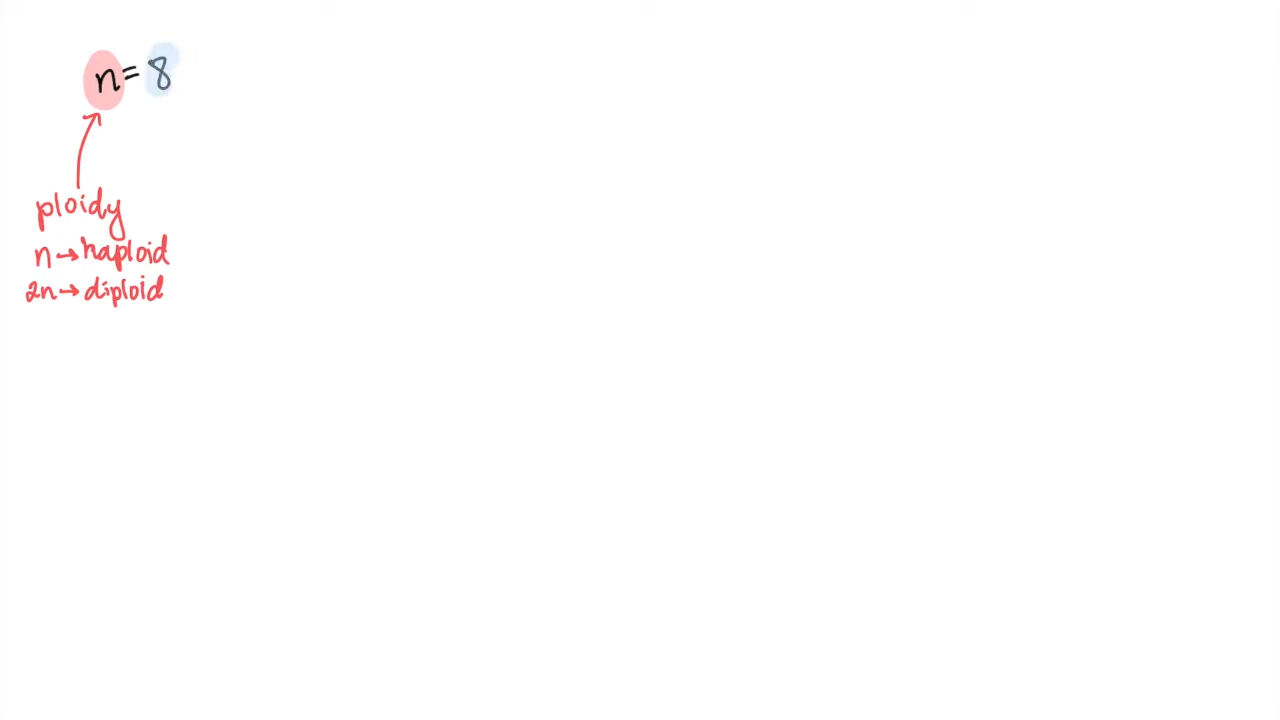 n = 8
ploidy
n → haploid
2n → diploid